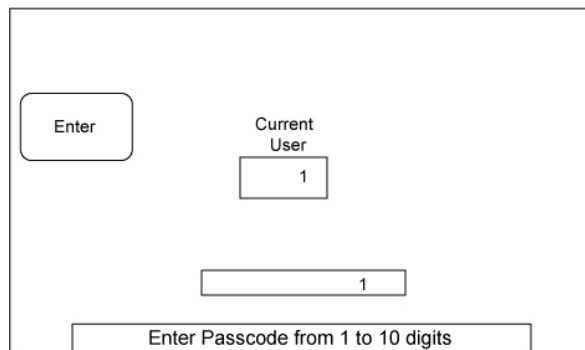 Enter
Current
User
1
1
Enter Passcode from 1 to 10 digits